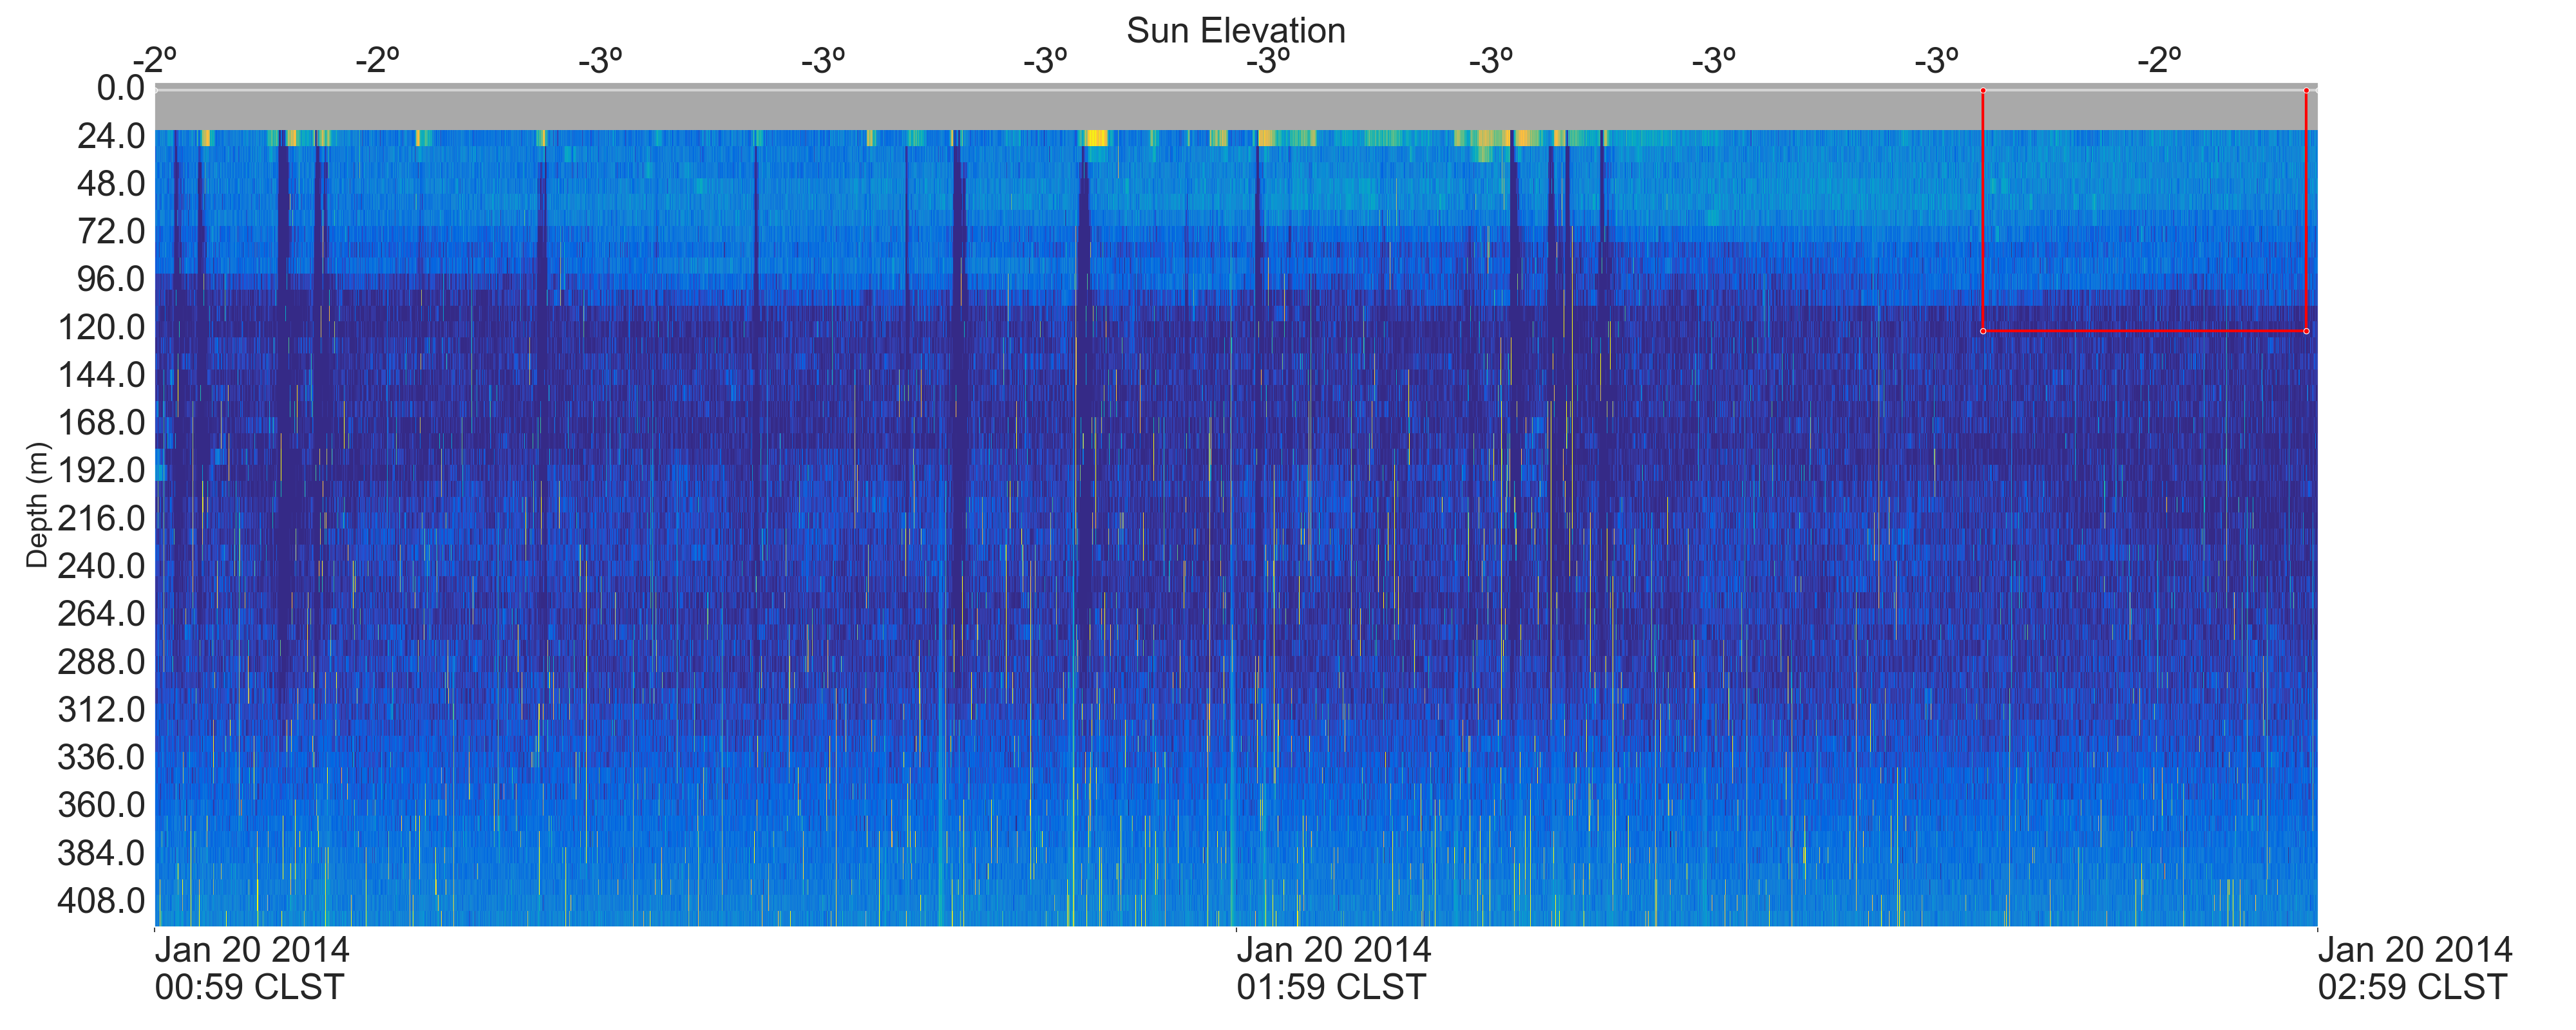 Sun Elevation
-2º -2º -3º -3º -3º -3º -3º -3º -3º -2º
0.0
24.0
48.0
72.0
96.0
120.0
144.0
168.0
192.0
216.0
240.0
264.0
288.0
312.0
336.0
360.0
384.0
408.0
Depth (m)
Jan 20 2014
00:59 CLST
Jan 20 2014
01:59 CLST
Jan 20 2014
02:59 CLST